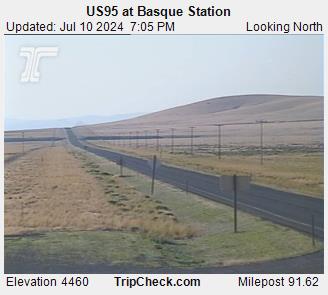 US95 at Basque Station
Updated: Jul 10 2024 7:05 PM Looking North
Elevation 4460 TripCheck.com Milepost 91.62